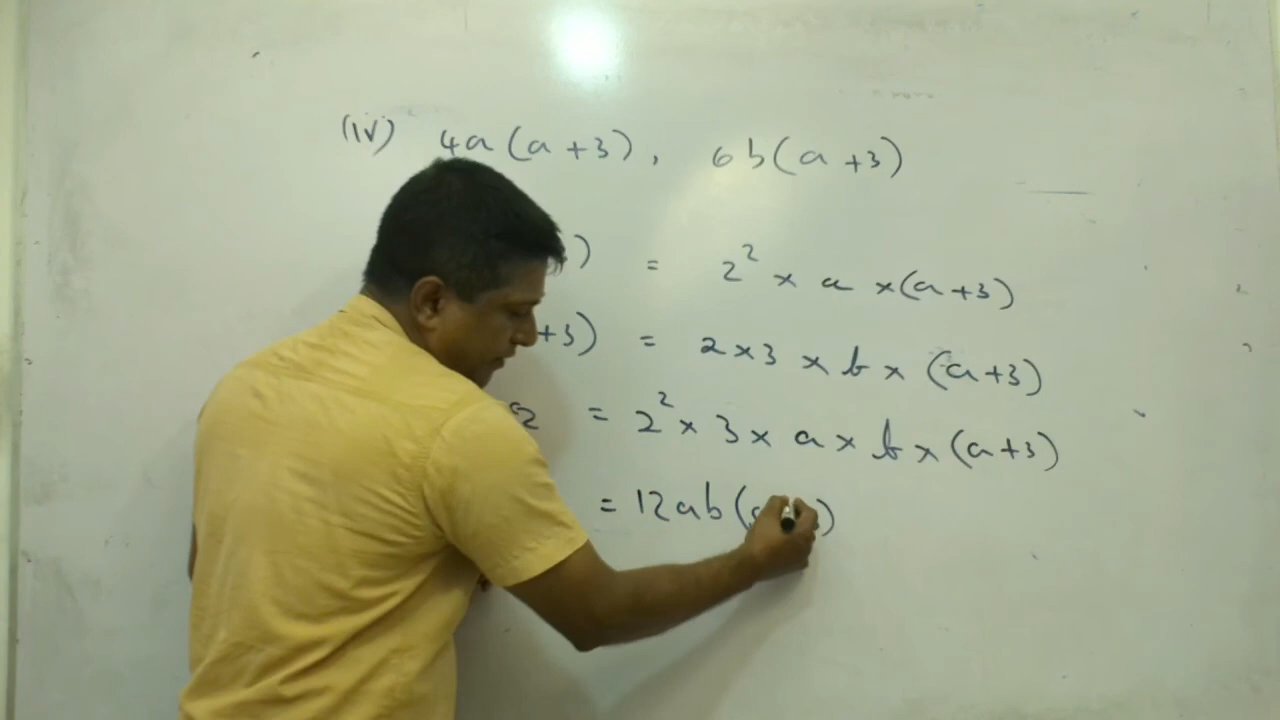 (iv) 4a(a+3), 6b(a+3)
) = 2² × a ×(a+3)
+3) = 2×3 × b × (a+3)
= 2² × 3 × a × b × (a+3)
= 12ab( )